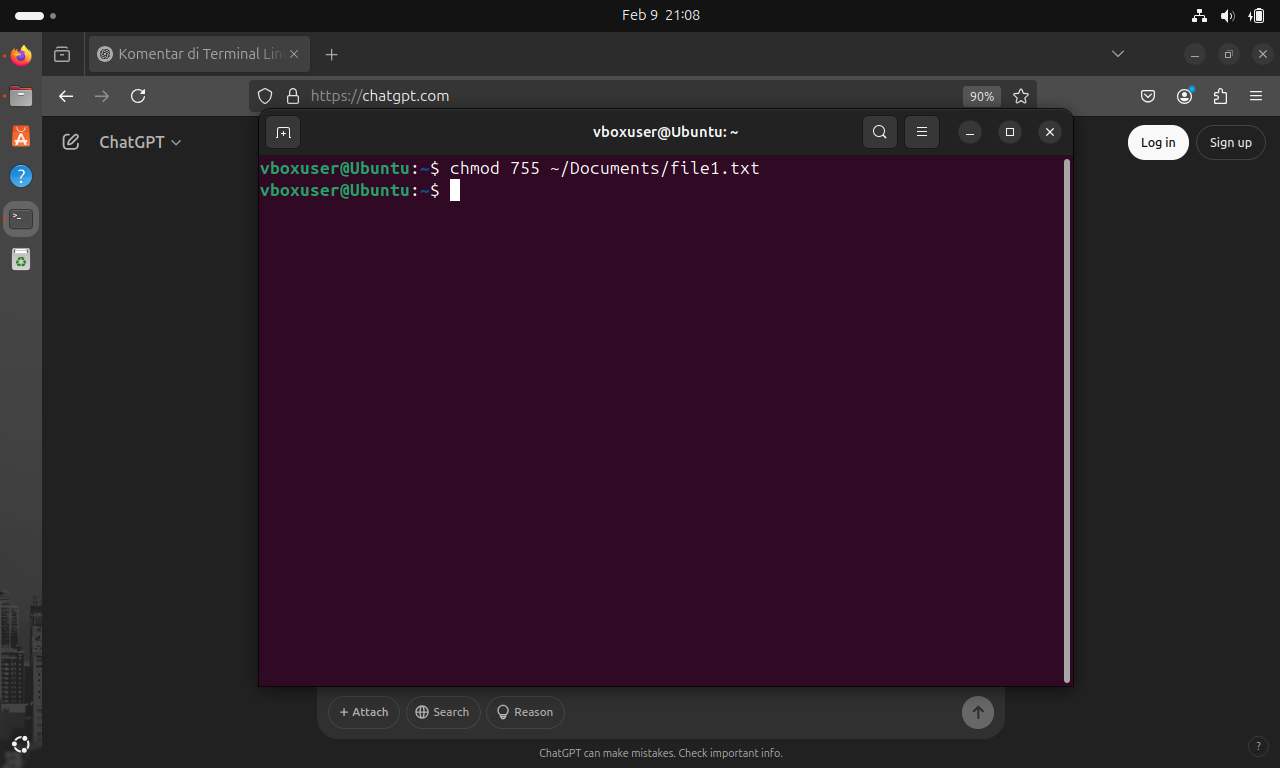 Feb 9 21:08
Komentar di Terminal Lin
https://chatgpt.com
90%
ChatGPT
Log in
Sign up
vboxuser@Ubuntu: ~
vboxuser@Ubuntu:~$ chmod 755 ~/Documents/file1.txt
vboxuser@Ubuntu:~$
+ Attach
Search
Reason
ChatGPT can make mistakes. Check important info.
?